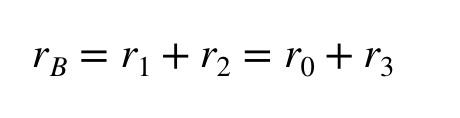 r_B = r_1 + r_2 = r_0 + r_3